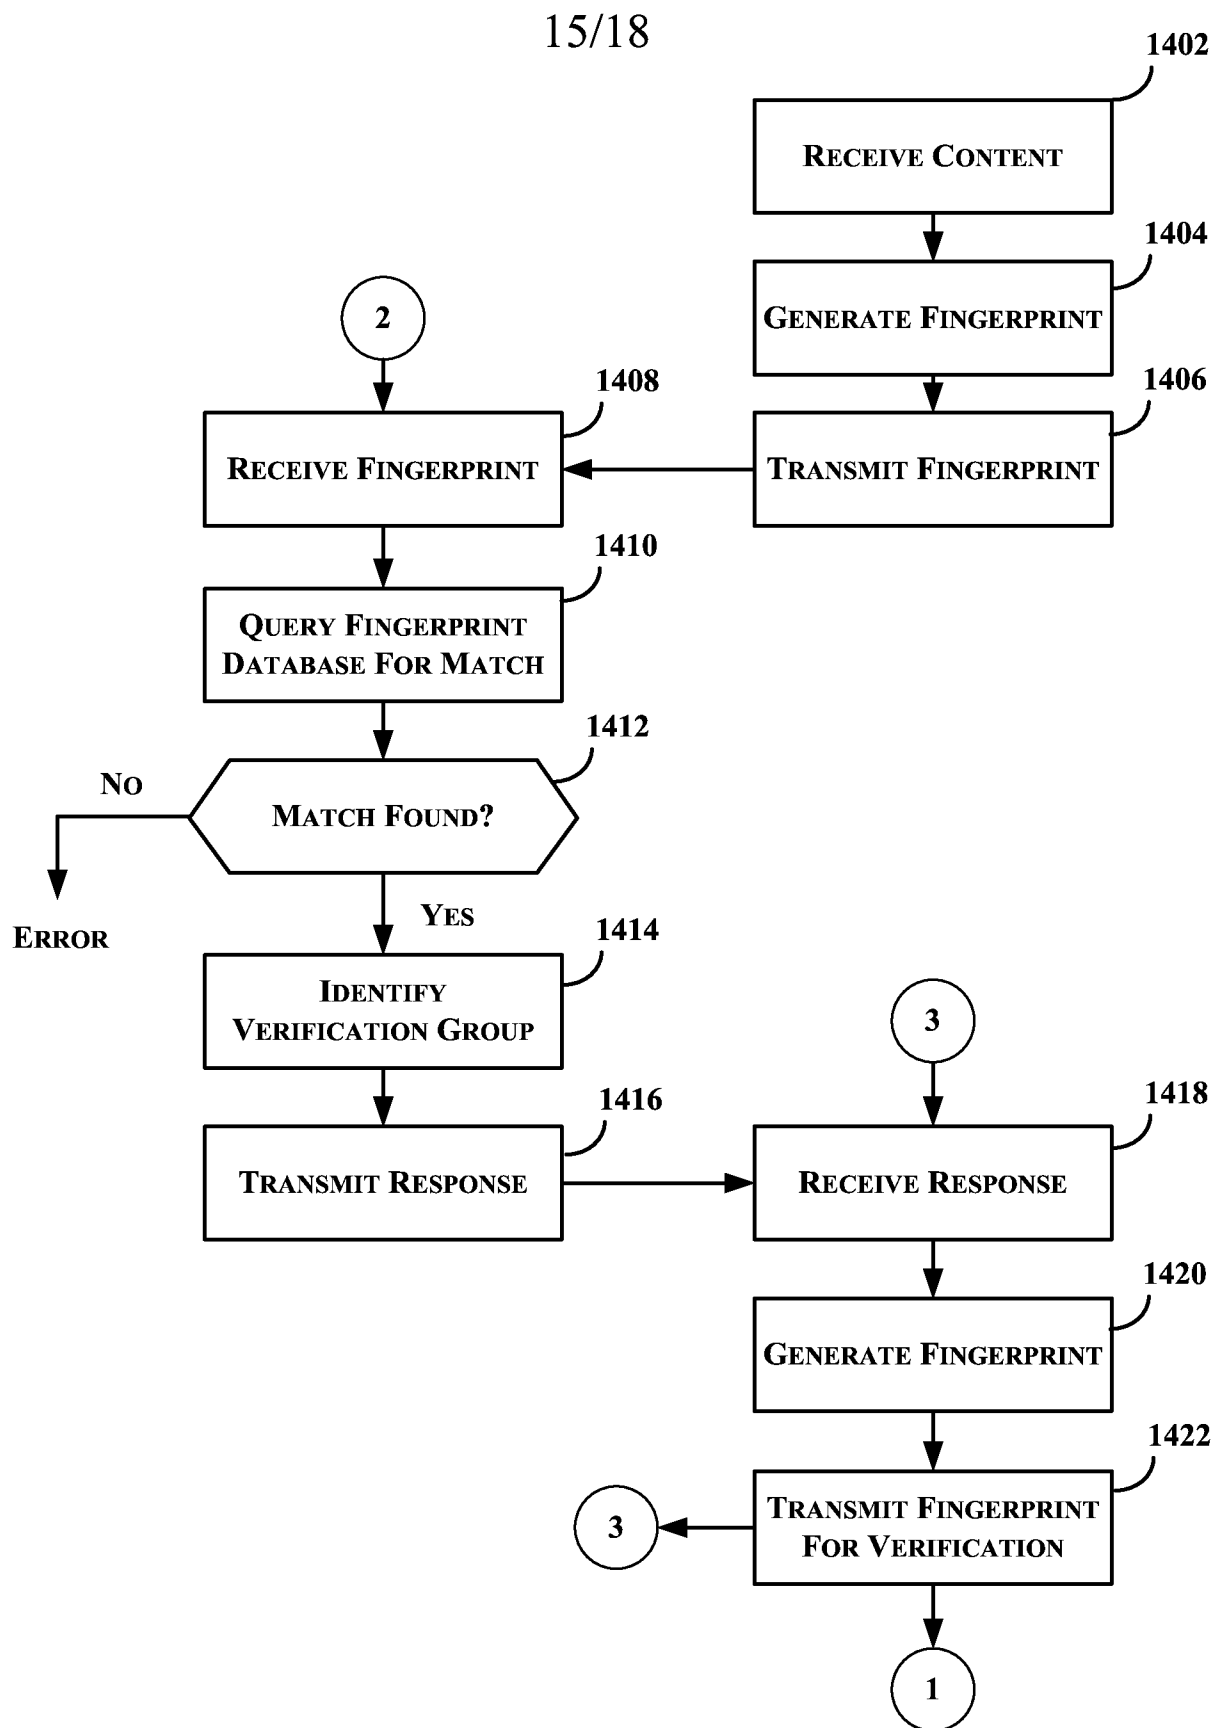 15/18
1402
RECEIVE CONTENT
1404
GENERATE FINGERPRINT
2
1406
1408
RECEIVE FINGERPRINT
TRANSMIT FINGERPRINT
1410
QUERY FINGERPRINT
DATABASE FOR MATCH
1412
NO
MATCH FOUND?
YES
ERROR
1414
IDENTIFY
VERIFICATION GROUP
3
1416
1418
TRANSMIT RESPONSE
RECEIVE RESPONSE
1420
GENERATE FINGERPRINT
1422
TRANSMIT FINGERPRINT
FOR VERIFICATION
3
1